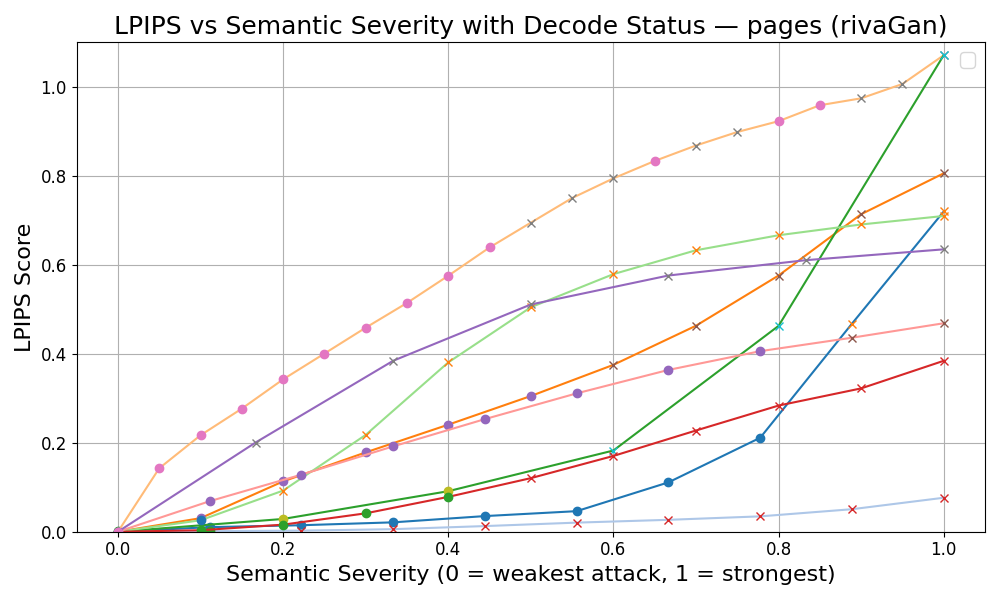 LPIPS vs Semantic Severity with Decode Status — pages (rivaGan)
LPIPS Score
1.0
0.8
0.6
0.4
0.2
0.0
0.0 0.2 0.4 0.6 0.8 1.0
Semantic Severity (0 = weakest attack, 1 = strongest)